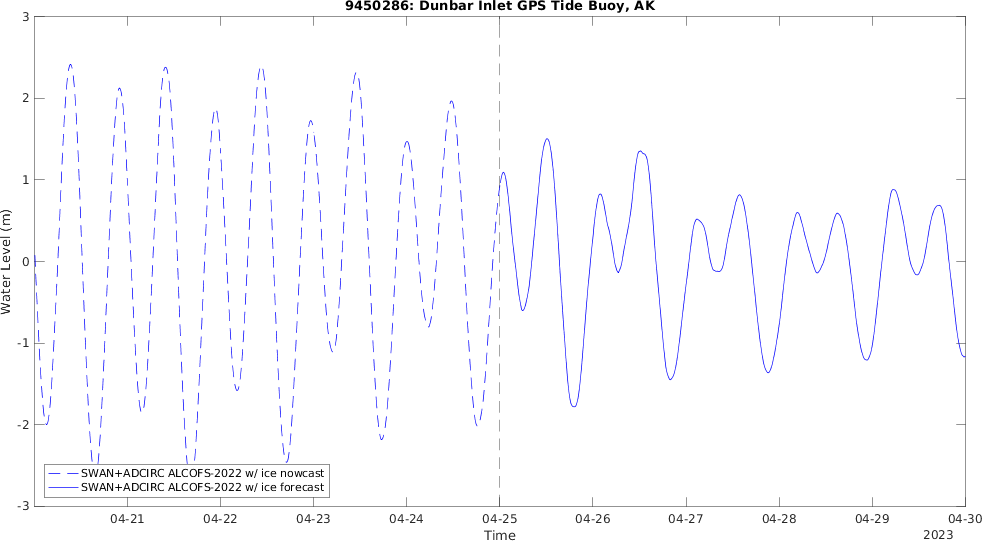 9450286: Dunbar Inlet GPS Tide Buoy, AK
3
2
1
0
-1
-2
-3
Water Level (m)
SWAN+ADCIRC ALCOFS-2022 w/ ice nowcast
SWAN+ADCIRC ALCOFS-2022 w/ ice forecast
04-21 04-22 04-23 04-24 04-25 04-26 04-27 04-28 04-29 04-30
Time
2023